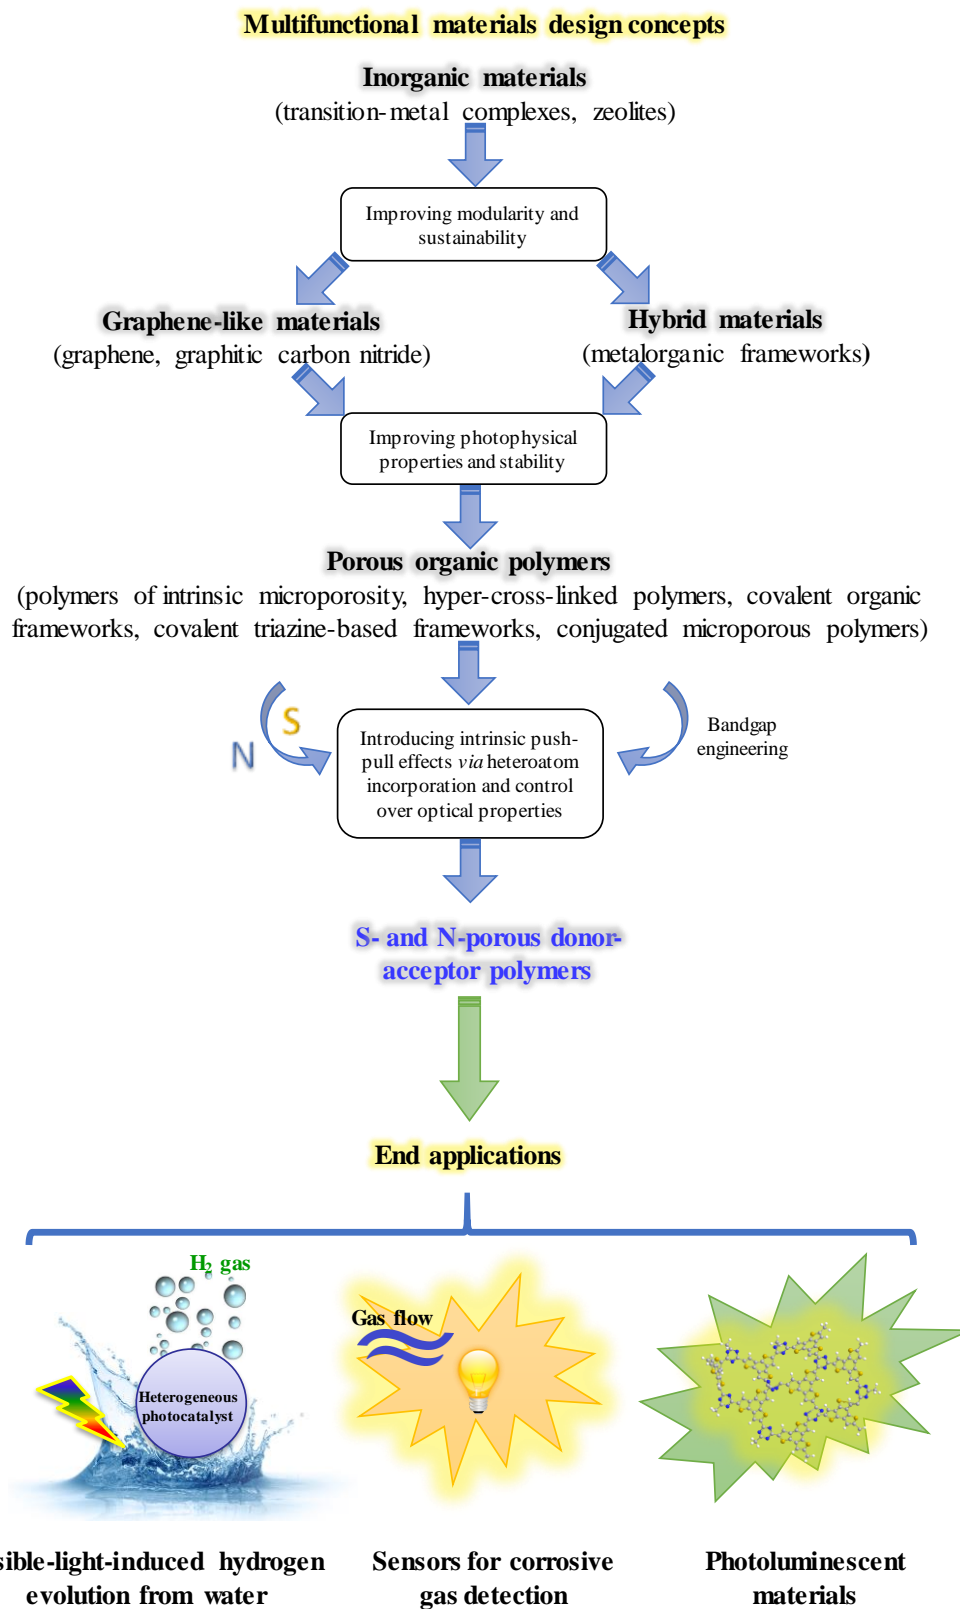 Multifunctional materials design concepts
Inorganic materials
(transition-metal complexes, zeolites)
Improving modularity and
sustainability
Graphene-like materials
(graphene, graphitic carbon nitride)
Hybrid materials
(metalorganic frameworks)
Improving photophysical
properties and stability
Porous organic polymers
(polymers of intrinsic microporosity, hyper-cross-linked polymers, covalent organic
frameworks, covalent triazine-based frameworks, conjugated microporous polymers)
S
N
Introducing intrinsic push-
pull effects via heteroatom
incorporation and control
over optical properties
Bandgap
engineering
S- and N-porous donor-
acceptor polymers
End applications
H₂ gas
Heterogeneous
photocatalyst
Gas flow
sible-light-induced hydrogen
evolution from water
Sensors for corrosive
gas detection
Photoluminescent
materials